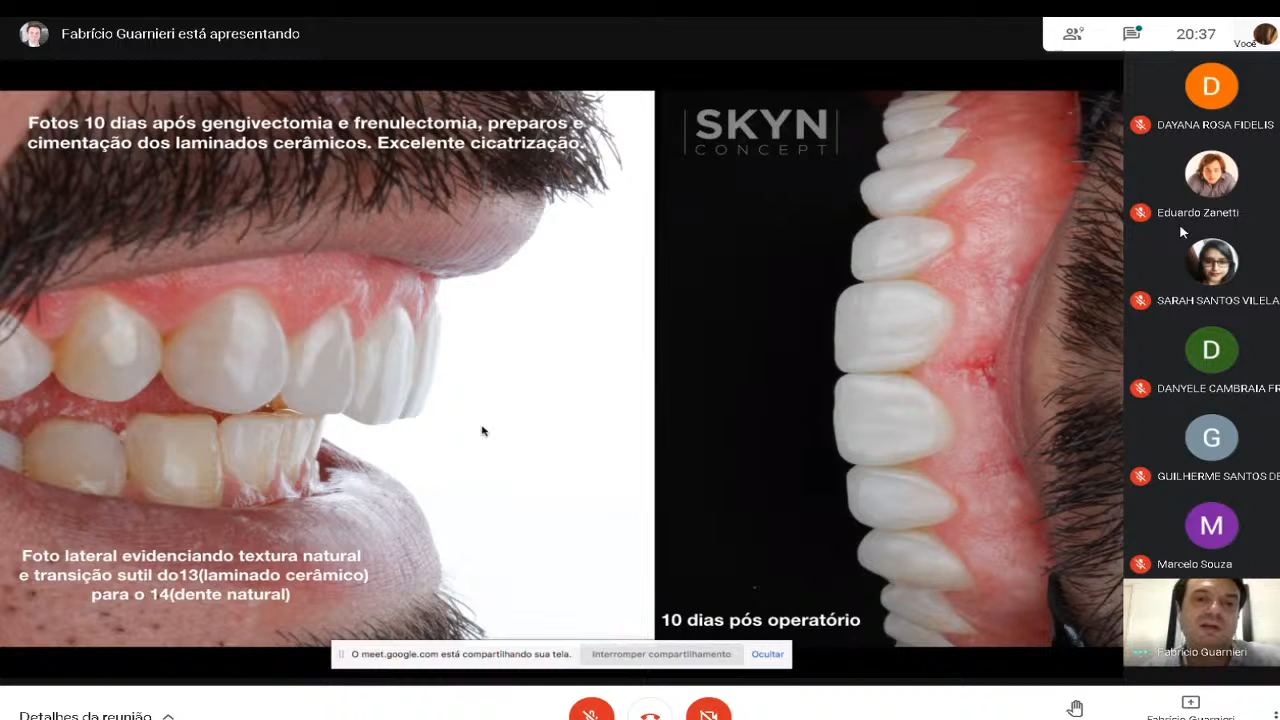 Fabrício Guarnieri está apresentando
9
20:37
Você
Fotos 10 dias após gengivectomia e frenulectomia, preparos e
cimentação dos laminados cerâmicos. Excelente cicatrização.
SKYN
CONCEPT
Foto lateral evidenciando textura natural
e transição sutil do13(laminado cerâmico)
para o 14(dente natural)
10 dias pós operatório
D
DAYANA ROSA FIDELIS
Eduardo Zanetti
SARAH SANTOS VILELA
D
DANYELE CAMBRAIA FR
G
GUILHERME SANTOS DE
M
Marcelo Souza
Fabrício Guarnieri
O meet.google.com está compartilhando sua tela.
Interromper compartilhamento
Ocultar
Detalhes da reunião
Fabrício Guarnieri